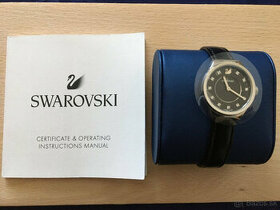 SWAROVSKI
CERTIFICATE & OPERATING
INSTRUCTIONS MANUAL